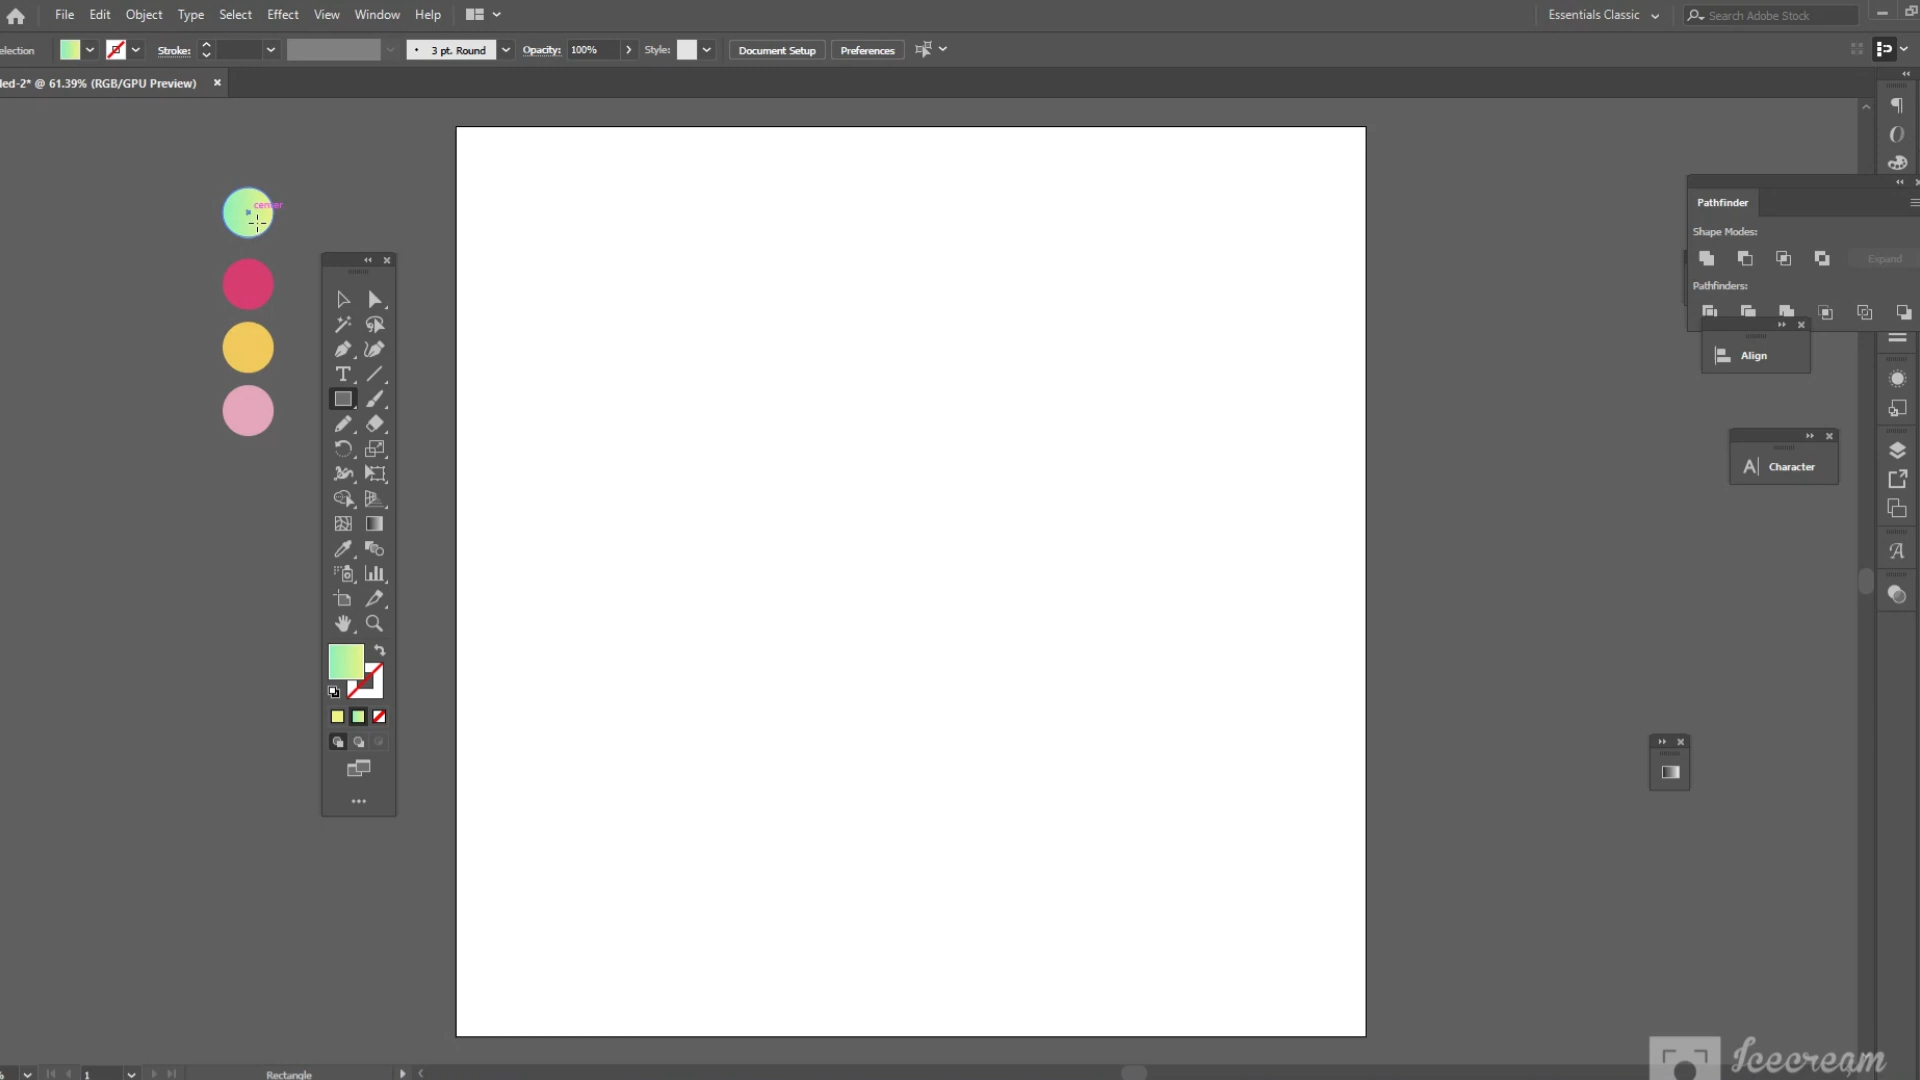 File Edit Object Type Select Effect View Window Help
Essentials Classic
Search Adobe Stock
election
Stroke:
3 pt. Round
Opacity: 100%
Style:
Document Setup
Preferences
led-2* @ 61.39% (RGB/GPU Preview)
center
Pathfinder
Shape Modes:
Expand
Pathfinders:
Align
Character
1
Rectangle
Icecream